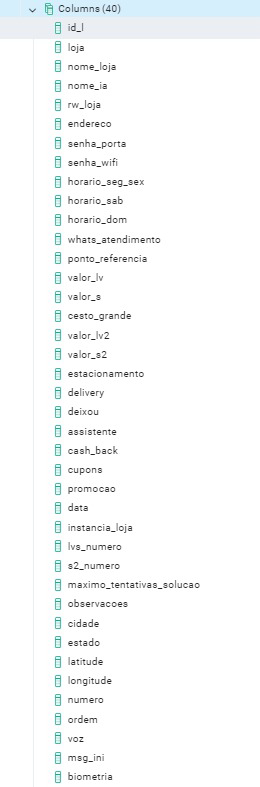 Columns (40)
id_l
loja
nome_loja
nome_ia
rw_loja
endereco
senha_porta
senha_wifi
horario_seg_sex
horario_sab
horario_dom
whats_atendimento
ponto_referencia
valor_lv
valor_s
cesto_grande
valor_lv2
valor_s2
estacionamento
delivery
deixou
assistente
cash_back
cupons
promocao
data
instancia_loja
lvs_numero
s2_numero
maximo_tentativas_solucao
observacoes
cidade
estado
latitude
longitude
numero
ordem
voz
msg_ini
biometria